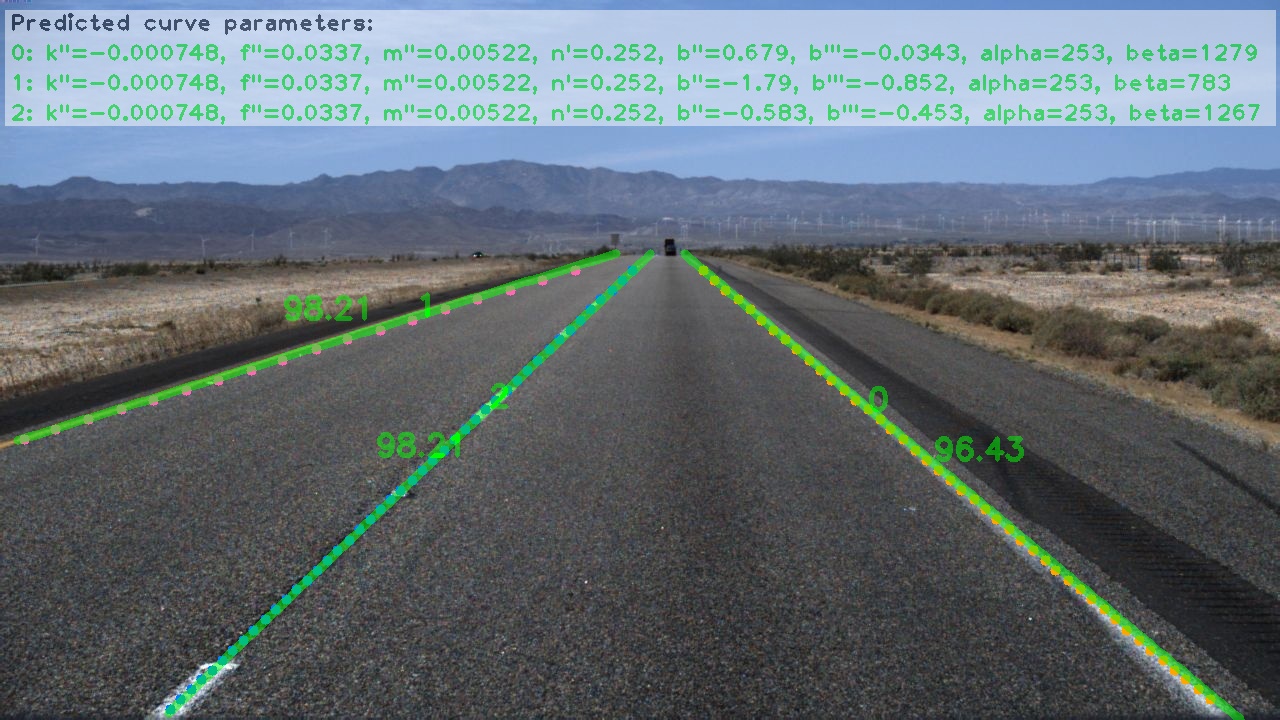 Predicted curve parameters:
0: k"=-0.000748, f"=0.0337, m"=0.00522, n'=0.252, b"=0.679, b'"=-0.0343, alpha=253, beta=1279
1: k"=-0.000748, f"=0.0337, m"=0.00522, n'=0.252, b"=-1.79, b'"=-0.852, alpha=253, beta=783
2: k"=-0.000748, f"=0.0337, m"=0.00522, n'=0.252, b"=-0.583, b'"=-0.453, alpha=253, beta=1267
98.21 1
2 0
98.21 96.43